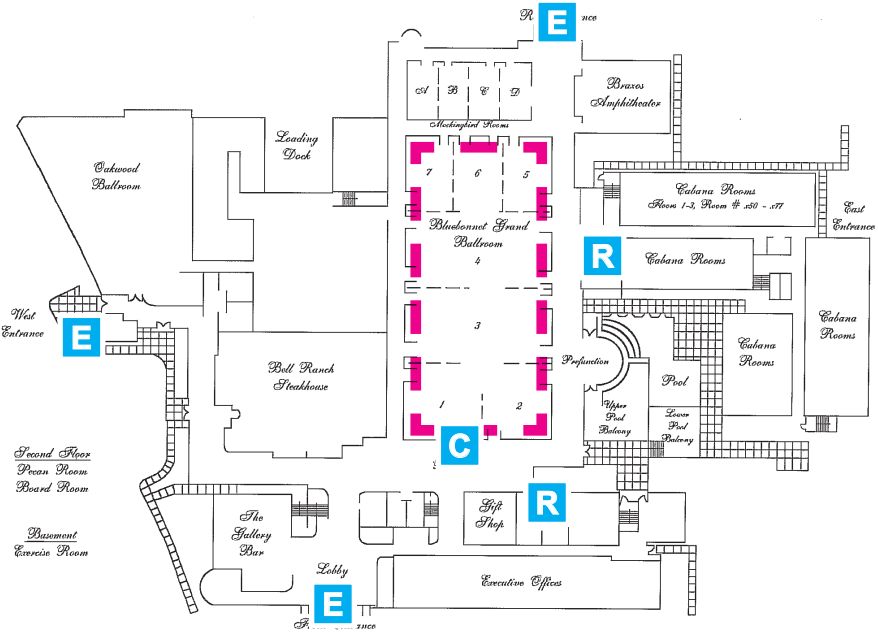 E
A
B
C
D
Mockingbird Rooms
Brazos
Amphitheater
Loading
Dock
Oakwood
Ballroom
7
6
5
Bluebonnet Grand
Ballroom
4
3
1
2
Cabana Rooms
Floors 1-3, Room # x50 - x77
East
Entrance
R
Cabana Rooms
Cabana
Rooms
Cabana
Rooms
West
Entrance
E
Bell Ranch
Steakhouse
Prefunction
Pool
Upper
Pool
Balcony
Lower
Pool
Balcony
C
Second Floor
Pecan Room
Board Room
Basement
Exercise Room
The
Gallery
Bar
Gift
Shop
R
Lobby
Executive Offices
E